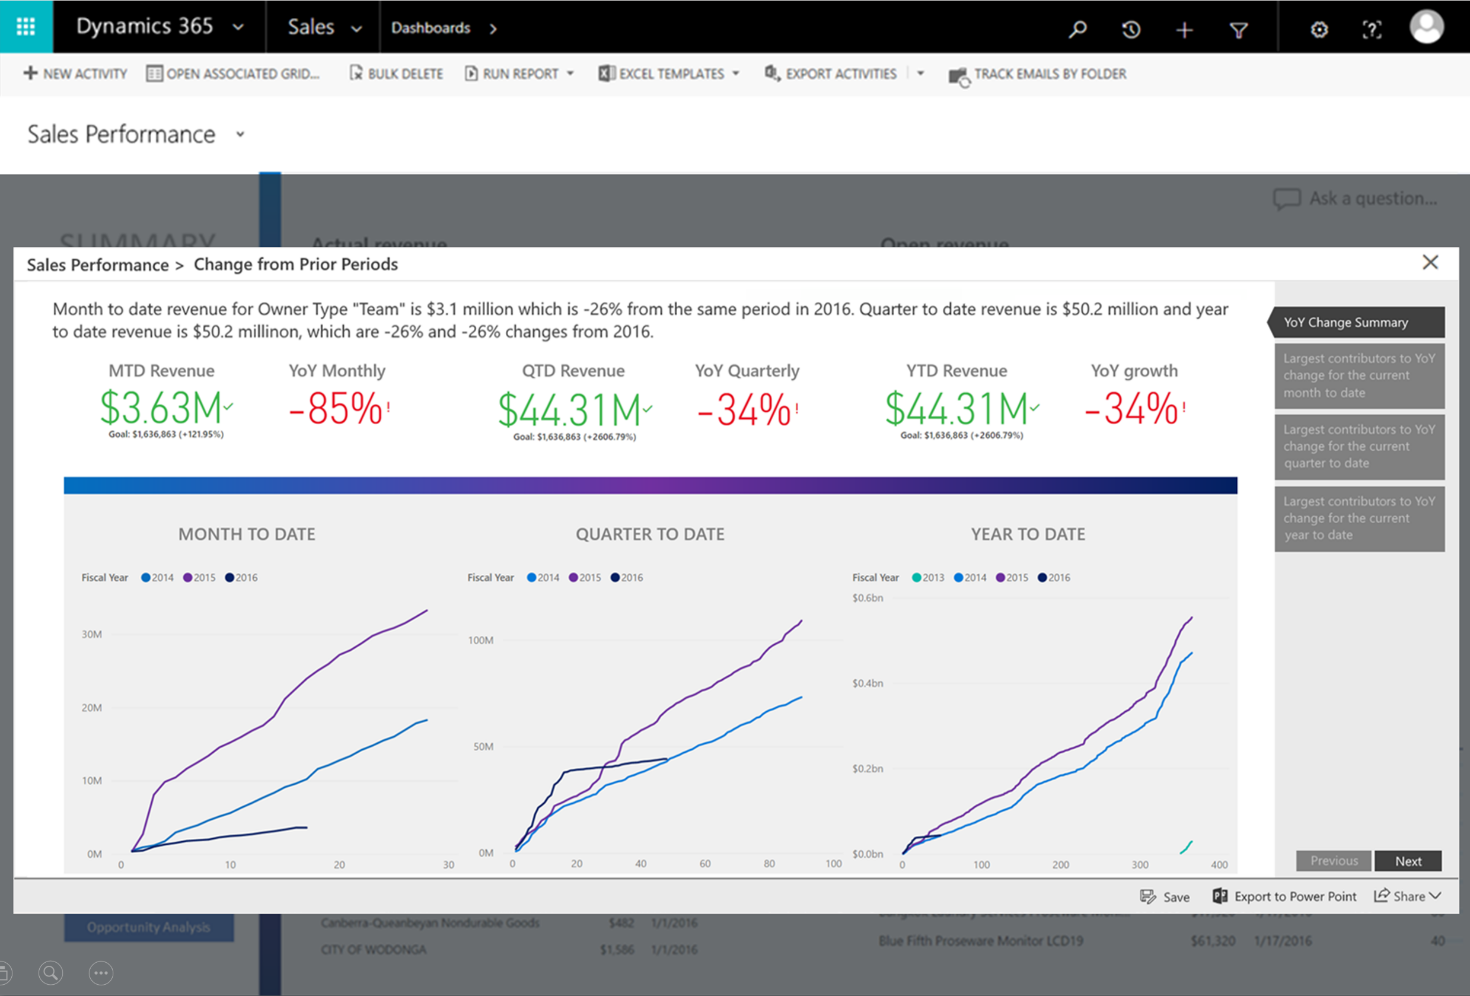 Dynamics 365
Sales
Dashboards
NEW ACTIVITY
OPEN ASSOCIATED GRID...
BULK DELETE
RUN REPORT
EXCEL TEMPLATES
EXPORT ACTIVITIES
TRACK EMAILS BY FOLDER
Sales Performance
Ask a question...
SUMMARY
Actual revenue
Open revenue
Sales Performance > Change from Prior Periods
Month to date revenue for Owner Type "Team" is $3.1 million which is -26% from the same period in 2016. Quarter to date revenue is $50.2 million and year
to date revenue is $50.2 millinon, which are -26% and -26% changes from 2016.
MTD Revenue
$3.63M
Goal: $1,636,863 (+121.95%)
YoY Monthly
-85%!
QTD Revenue
$44.31M
Goal: $1,636,863 (+2606.79%)
YoY Quarterly
-34%!
YTD Revenue
$44.31M
Goal: $1,636,863 (+2606.79%)
YoY growth
-34%!
YoY Change Summary
Largest contributors to YoY
change for the current
month to date
Largest contributors to YoY
change for the current
quarter to date
Largest contributors to YoY
change for the current
year to date
MONTH TO DATE
Fiscal Year 2014 2015 2016
30M
20M
10M
0M
0 10 20 30
QUARTER TO DATE
Fiscal Year 2014 2015 2016
100M
50M
0M
0 20 40 60 80 100
YEAR TO DATE
Fiscal Year 2013 2014 2015 2016
$0.6bn
$0.4bn
$0.2bn
$0.0bn
0 100 200 300 400
Previous
Next
Save
Export to Power Point
Share
Opportunity Analysis
Canberra-Queanbeyan Nondurable Goods $482 1/1/2016
CITY OF WODONGA $1,586 1/1/2016
Blue Fifth Proseware Monitor LCD19 $61,320 1/17/2016 40